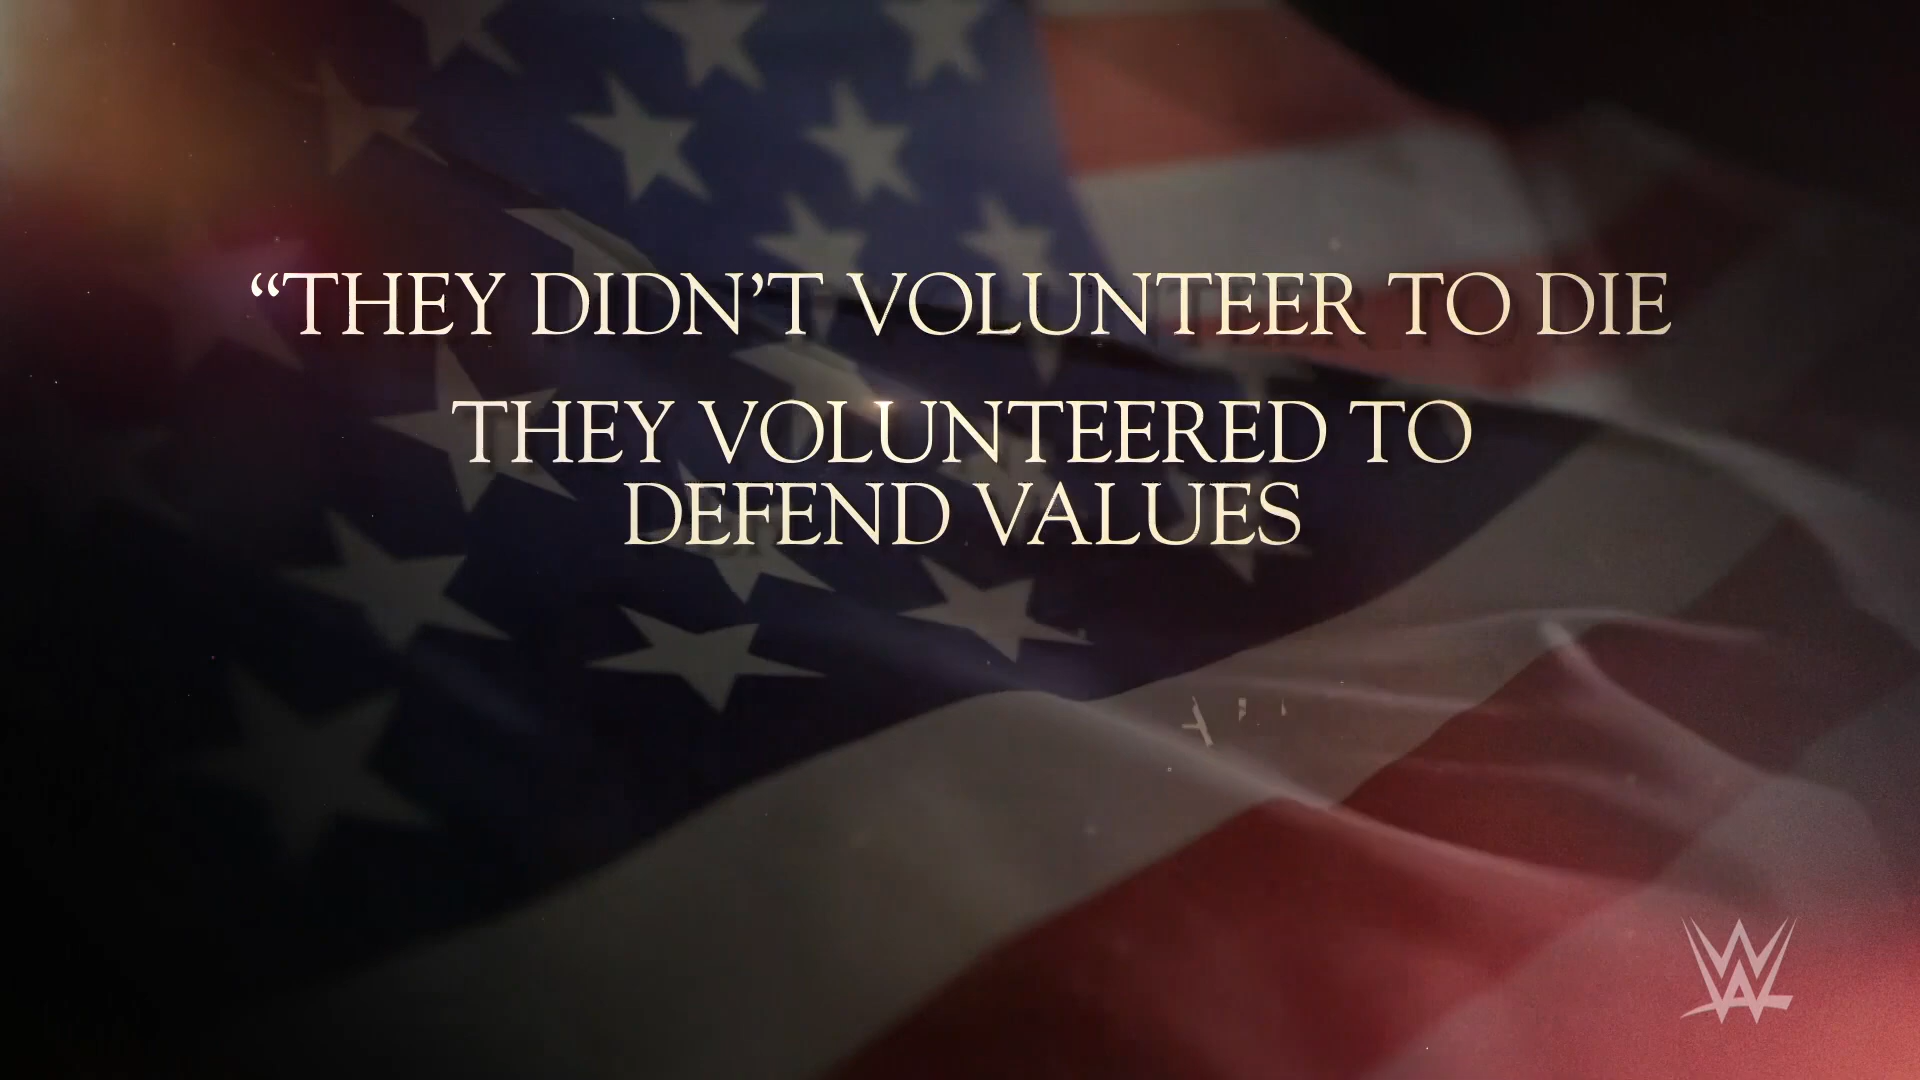 “THEY DIDN’T VOLUNTEER TO DIE
THEY VOLUNTEERED TO
DEFEND VALUES